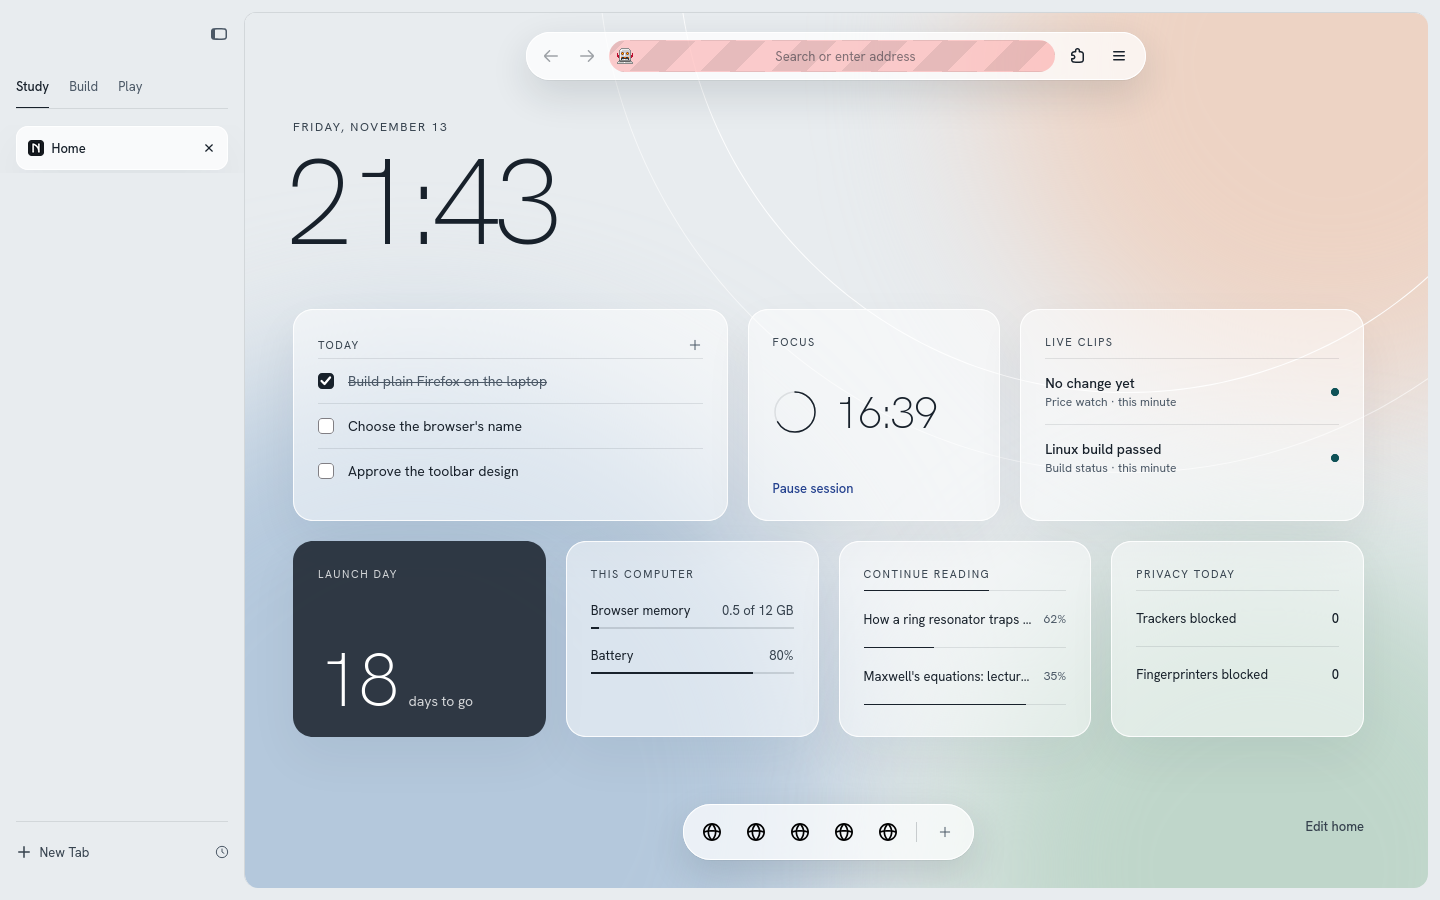 Search or enter address
Study Build Play
FRIDAY, NOVEMBER 13
N Home
21:43
TODAY
Build plain Firefox on the laptop
Choose the browser's name
Approve the toolbar design
FOCUS
16:39
Pause session
LIVE CLIPS
No change yet
Price watch · this minute
Linux build passed
Build status · this minute
LAUNCH DAY
18 days to go
THIS COMPUTER
Browser memory 0.5 of 12 GB
Battery 80%
CONTINUE READING
How a ring resonator traps ... 62%
Maxwell's equations: lectur... 35%
PRIVACY TODAY
Trackers blocked 0
Fingerprinters blocked 0
Edit home
New Tab